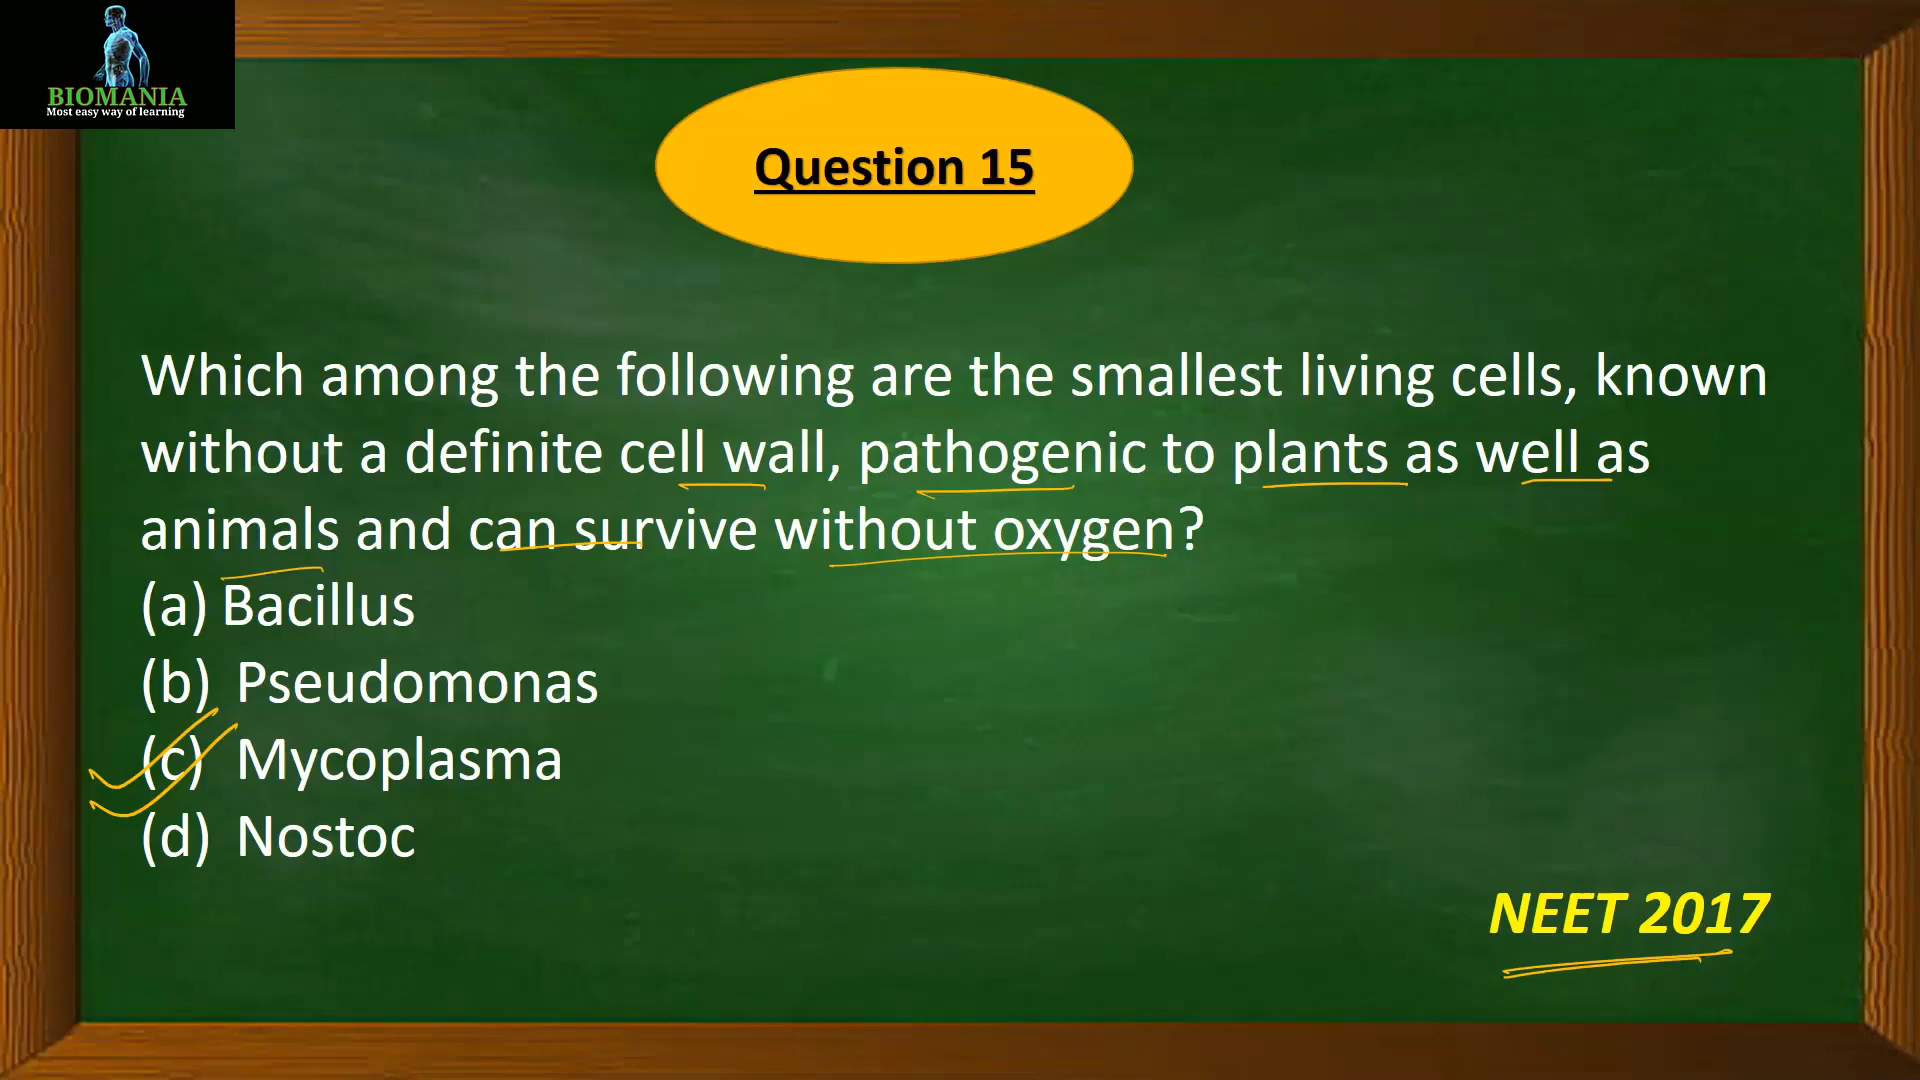 BIOMANIA
Most easy way of learning
Question 15
Which among the following are the smallest living cells, known
without a definite cell wall, pathogenic to plants as well as
animals and can survive without oxygen?
(a) Bacillus
(b) Pseudomonas
(c) Mycoplasma
(d) Nostoc
NEET 2017